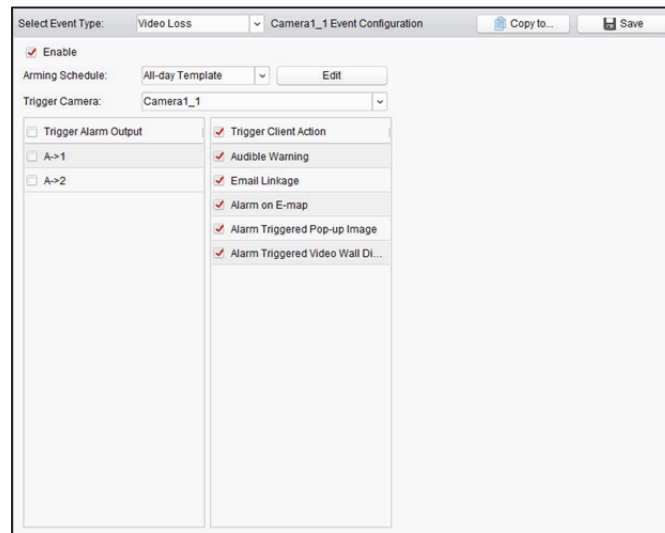 Select Event Type: Video Loss Camera1_1 Event Configuration Copy to... Save
Enable
Arming Schedule: All-day Template Edit
Trigger Camera: Camera1_1
Trigger Alarm Output Trigger Client Action
A->1 Audible Warning
A->2 Email Linkage
Alarm on E-map
Alarm Triggered Pop-up Image
Alarm Triggered Video Wall Di...